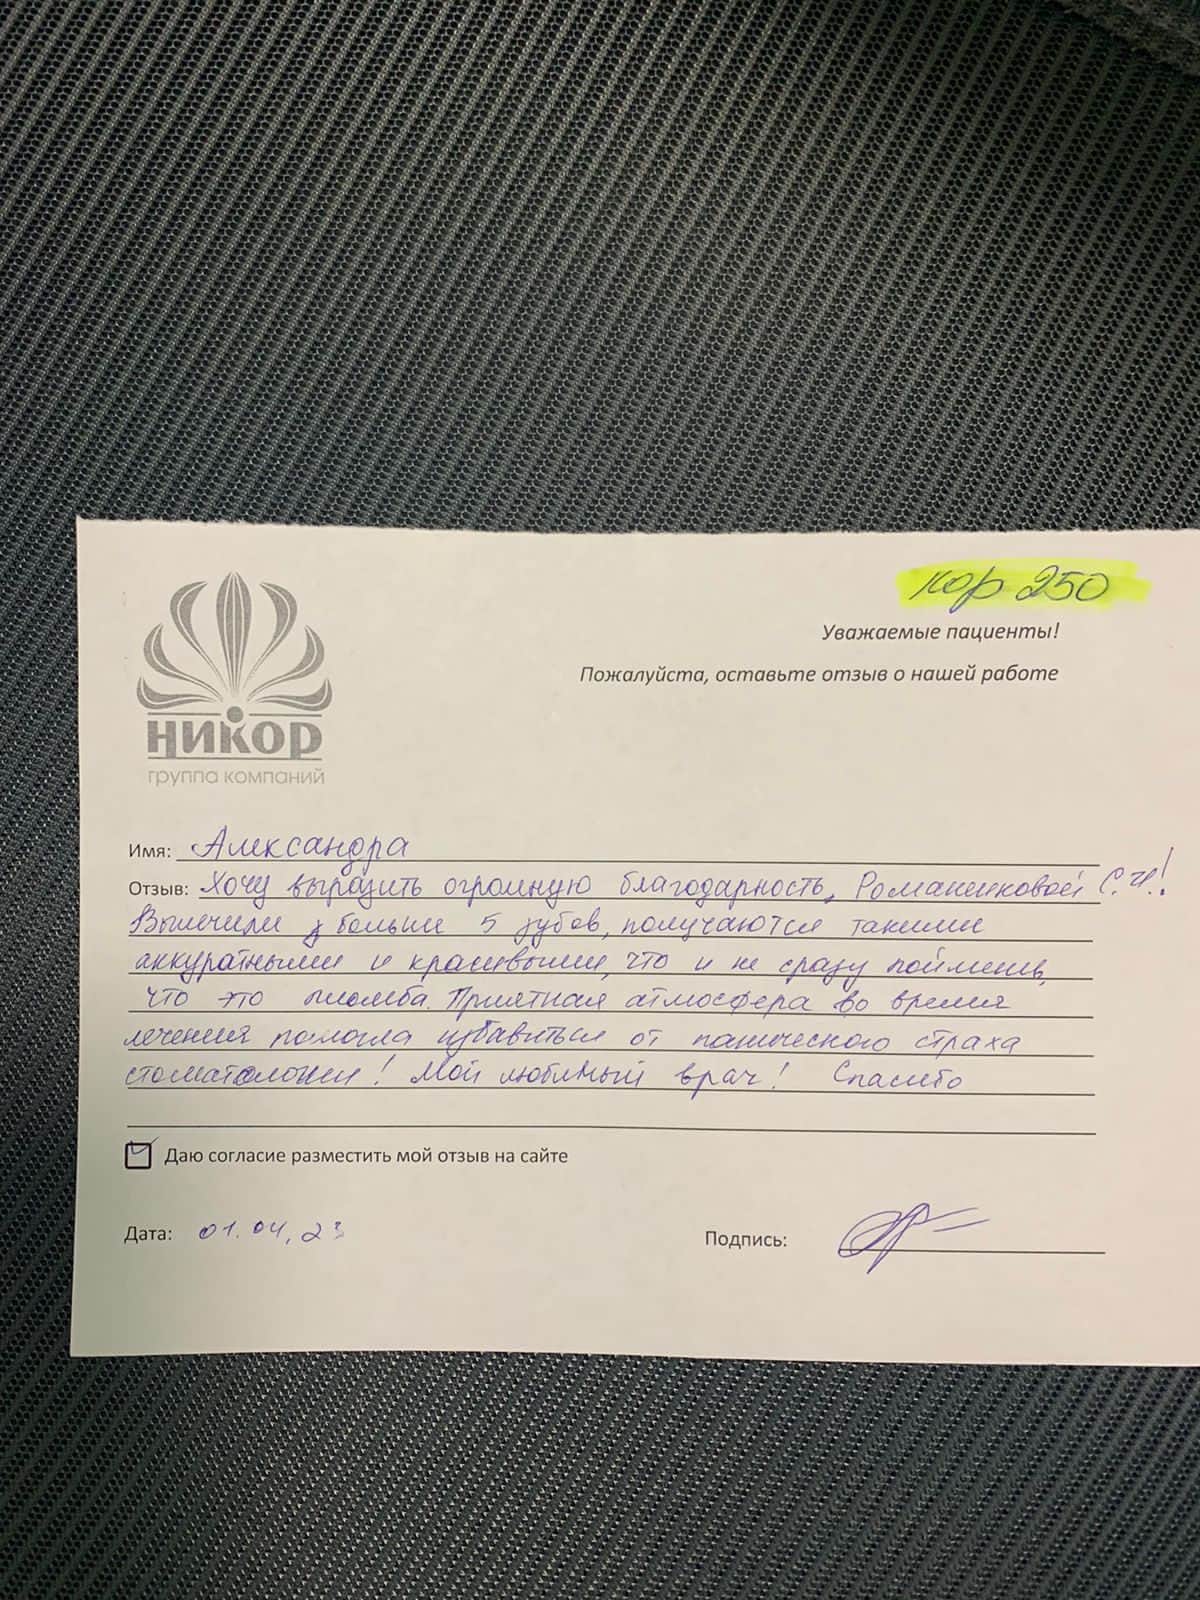 кор 250
Уважаемые пациенты!
Пожалуйста, оставьте отзыв о нашей работе
НИКОР
группа компаний
Имя: Александра
Отзыв: Хочу выразить огромную благодарность, Романенковой С.И!
Вылечили больше 5 зубов, получаются такими
аккуратными и красивыми, что и не сразу поймешь,
что это пломба. Приятная атмосфера во время
лечения помогла избавиться от панического страха
стоматологии! Мой любимый врач! Спасибо
Даю согласие разместить мой отзыв на сайте
Дата: 01.04.23
Подпись: